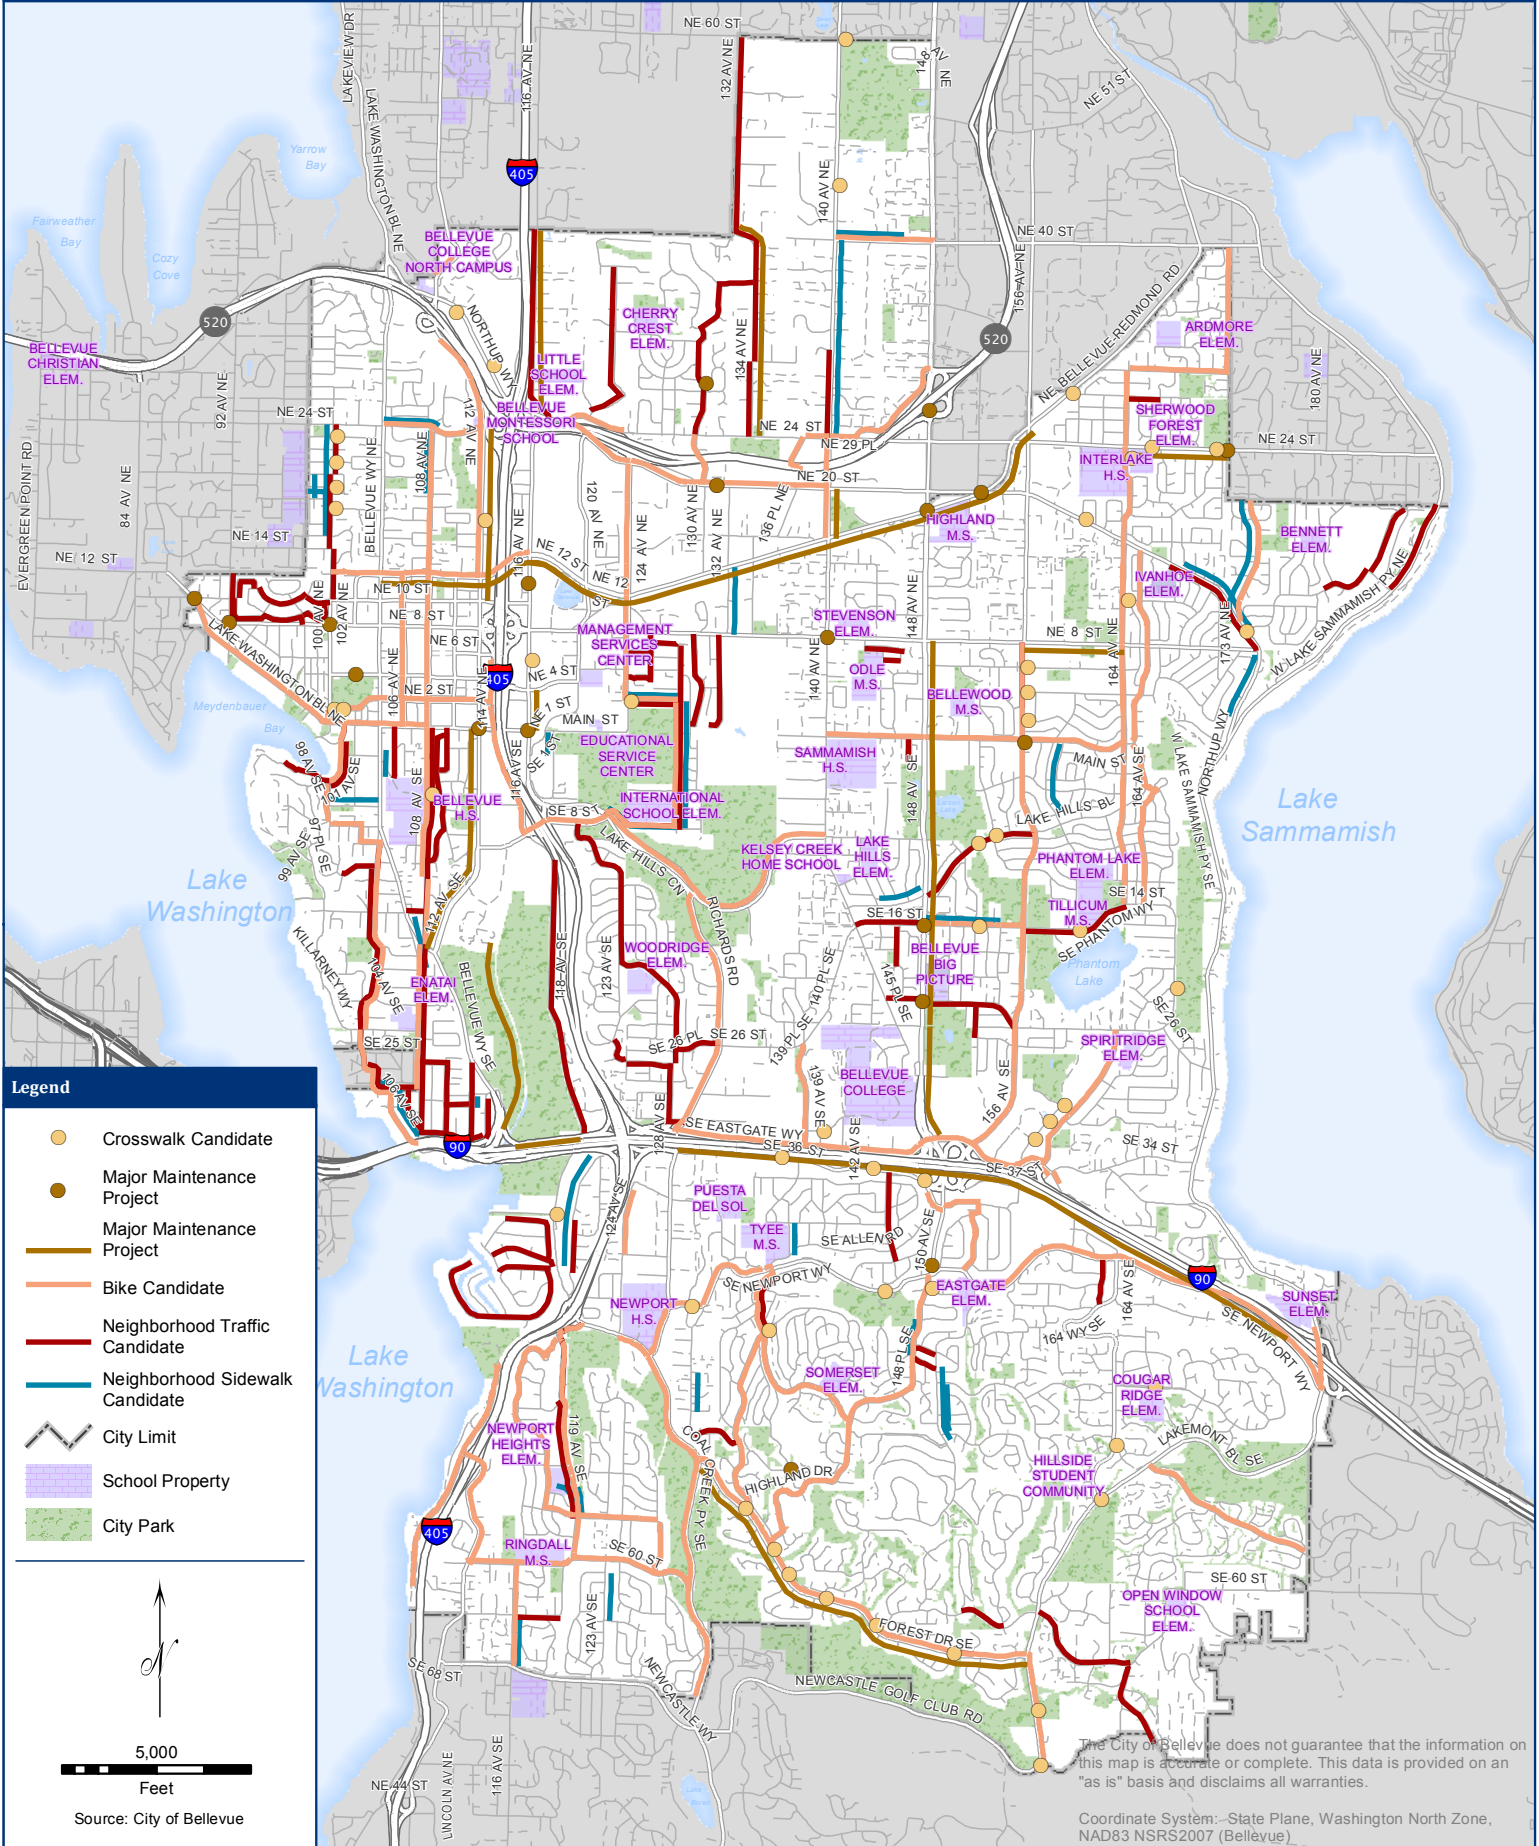 NE 60 ST
LAKEVIEW DR
116 AV NE
132 AV NE
148 AV NE
NE 51 ST
LAKE WASHINGTON BL NE
Yarrow
Bay
405
140 AV NE
Fairweather
Bay
Cozy
Cove
BELLEVUE
COLLEGE
NORTH CAMPUS
NE 40 ST
156 AV NE
NE BELLEVUE-REDMOND RD
520
NORTHUP WY
CHERRY
CREST
ELEM.
134 AV NE
520
ARDMORE
ELEM.
BELLEVUE
CHRISTIAN
ELEM.
92 AV NE
LITTLE
SCHOOL
ELEM.
180 AV NE
NE 24 ST
112 AV NE
BELLEVUE
MONTESSORI
SCHOOL
NE 24 ST
NE 29 PL
SHERWOOD
FOREST
ELEM.
NE 24 ST
EVERGREEN POINT RD
84 AV NE
BELLEVUE WY NE
108 AV NE
112 AV NE
INTERLAKE
H.S.
NE 20 ST
120 AV NE
124 AV NE
130 AV NE
132 AV NE
136 PL NE
116 AV NE
HIGHLAND
M.S.
BENNETT
ELEM.
NE 14 ST
NE 12 ST
NE 12 ST
NE 12
ST
IVANHOE
ELEM.
W LAKE SAMMAMISH PY NE
NE 10 ST
148 AV NE
100 AV NE
102 AV NE
NE 8 ST
NE 6 ST
MANAGEMENT
SERVICES
CENTER
STEVENSON
ELEM.
NE 8 ST
164 AV NE
173 AV NE
LAKE WASHINGTON BL NE
106 AV NE
405
NE 4 ST
ODLE
M.S.
140 AV NE
BELLEWOOD
M.S.
Meydenbauer
Bay
NE 2 ST
114 AV NE
NE 1 ST
MAIN ST
SE 1 ST
EDUCATIONAL
SERVICE
CENTER
SAMMAMISH
H.S.
MAIN ST
NORTHUP WY
W LAKE SAMMAMISH PY SE
98 AV SE
101 AV SE
108 AV SE
BELLEVUE
H.S.
116 AV SE
INTERNATIONAL
SCHOOL ELEM.
SE 8 ST
148 AV SE
Larsen
Lake
LAKE HILLS BL
164 AV SE
Lake
Sammamish
97 PL SE
99 AV SE
LAKE HILLS CN
KELSEY CREEK
HOME SCHOOL
LAKE
HILLS
ELEM.
PHANTOM LAKE
ELEM.
Lake
Washington
112 AV SE
SE 14 ST
TILLICUM
M.S.
SE 16 ST
SE PHANTOM WY
KILLARNEY WY
104 AV SE
ENATAI
ELEM.
BELLEVUE WY SE
118 AV SE
123 AV SE
WOODRIDGE
ELEM.
RICHARDS RD
140 PL SE
145 PL SE
BELLEVUE
BIG
PICTURE
Phantom
Lake
SE 26 ST
SE 25 ST
SE 26 PL
SE 26 ST
139 PL SE
SPIRITRIDGE
ELEM.
106 AV SE
BELLEVUE
COLLEGE
139 AV SE
156 AV SE
128 AV SE
SE EASTGATE WY
SE 36 ST
142 AV SE
SE 34 ST
SE 37 ST
90
124 AV SE
PUESTA
DEL SOL
TYEE
M.S.
SE ALLEN RD
150 AV SE
SE NEWPORT WY
EASTGATE
ELEM.
164 AV SE
90
SUNSET
ELEM.
NEWPORT
H.S.
SE NEWPORT WY
164 WY SE
Lake
Washington
148 PL SE
SOMERSET
ELEM.
COUGAR
RIDGE
ELEM.
NEWPORT
HEIGHTS
ELEM.
119 AV SE
COAL CREEK PY SE
HIGHLAND DR
LAKEMONT BL SE
HILLSIDE
STUDENT
COMMUNITY
405
RINGDALL
M.S.
SE 60 ST
SE 60 ST
OPEN WINDOW
SCHOOL
ELEM.
123 AV SE
FOREST DR SE
SE 68 ST
NEWCASTLE WY
NEWCASTLE GOLF CLUB RD
NE 44 ST
LINCOLN AV NE
116 AV SE
Lake
Boren
Legend
Crosswalk Candidate
Major Maintenance
Project
Major Maintenance
Project
Bike Candidate
Neighborhood Traffic
Candidate
Neighborhood Sidewalk
Candidate
City Limit
School Property
City Park
N
5,000
Feet
Source: City of Bellevue
The City of Bellevue does not guarantee that the information on
this map is accurate or complete. This data is provided on an
"as is" basis and disclaims all warranties.
Coordinate System: State Plane, Washington North Zone,
NAD83 NSRS2007 (Bellevue)